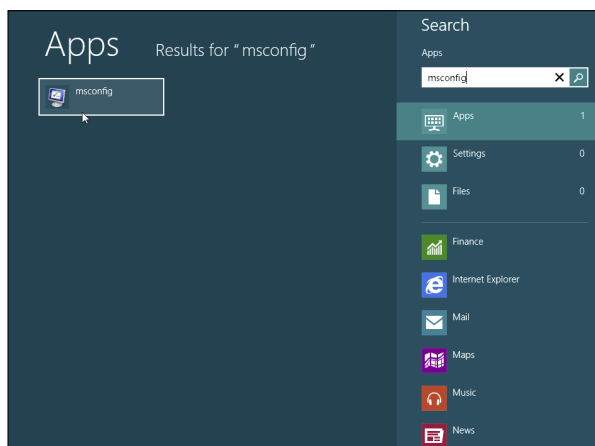 Apps Results for “msconfig”
msconfig
Search
Apps
msconfig
Apps 1
Settings 0
Files 0
Finance
Internet Explorer
Mail
Maps
Music
News